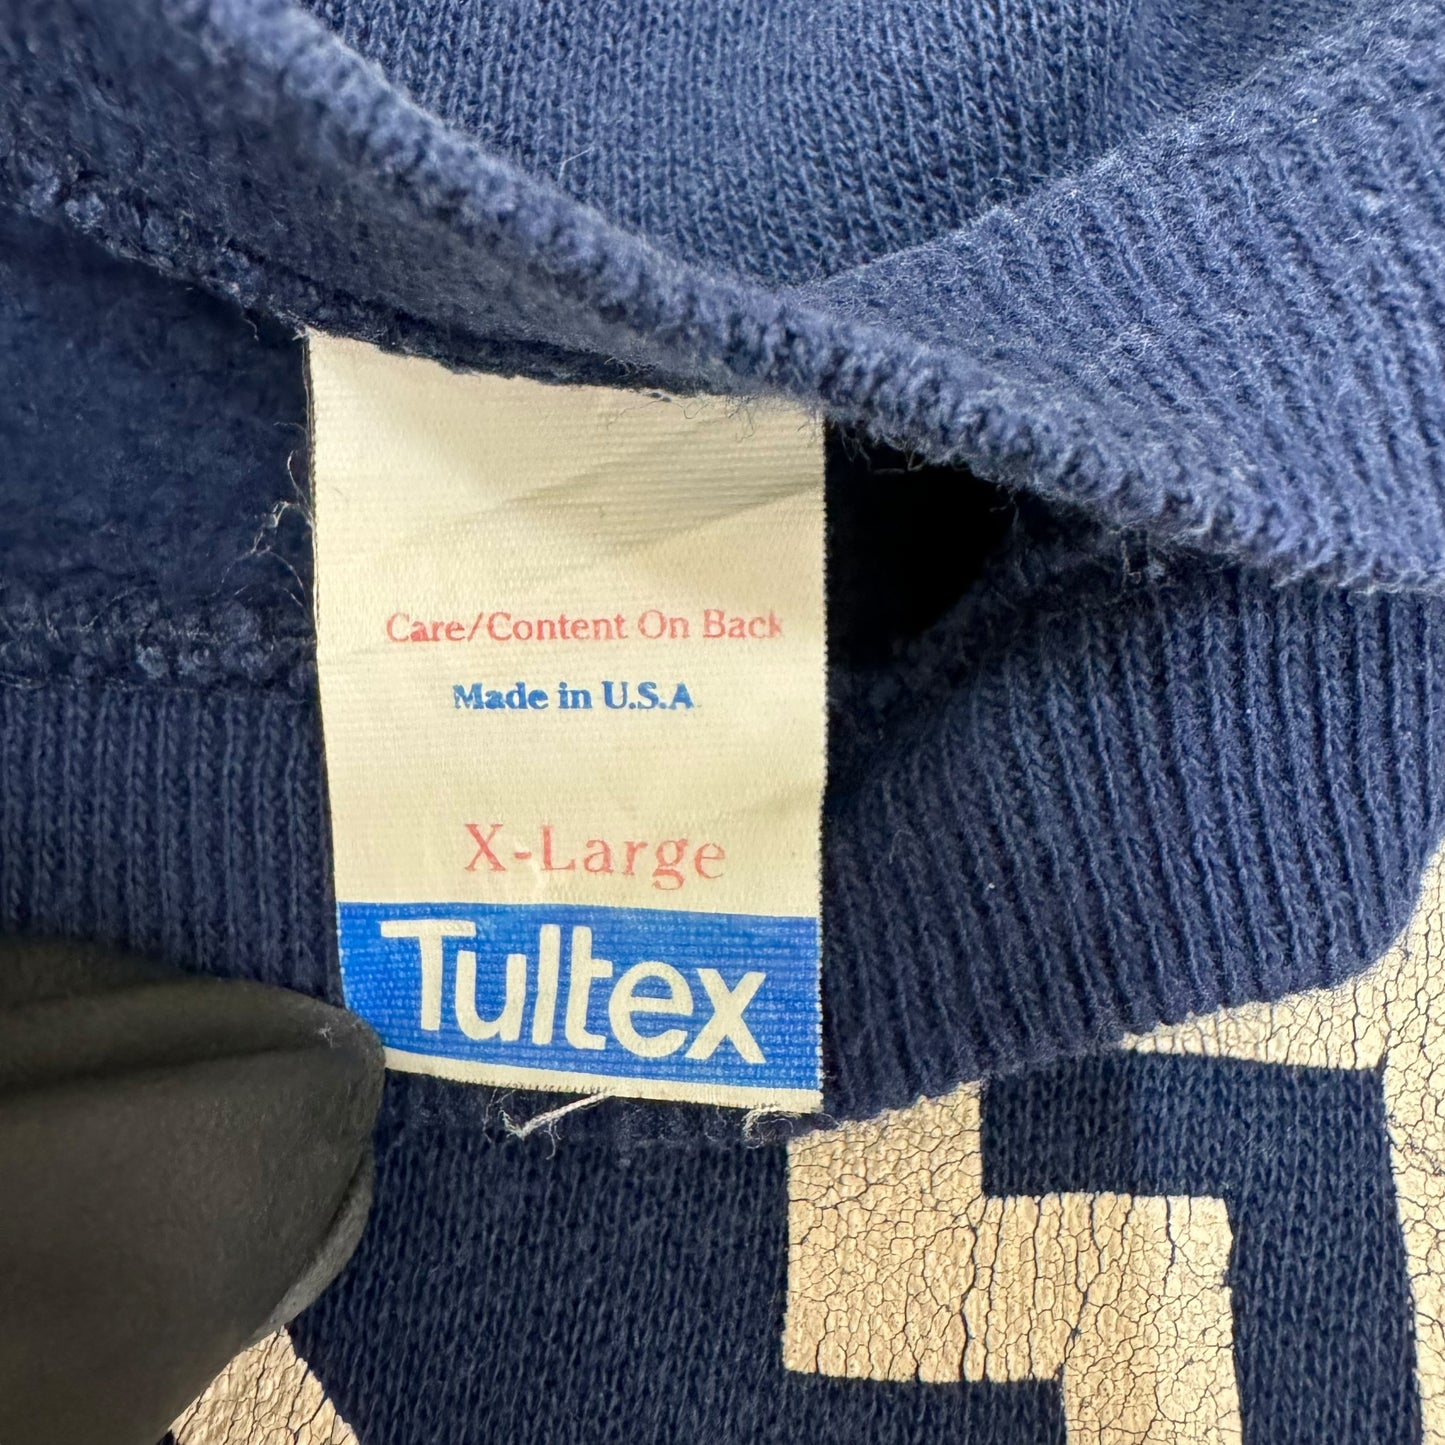 Care/Content On Back
Made in U.S.A
X-Large
Tultex